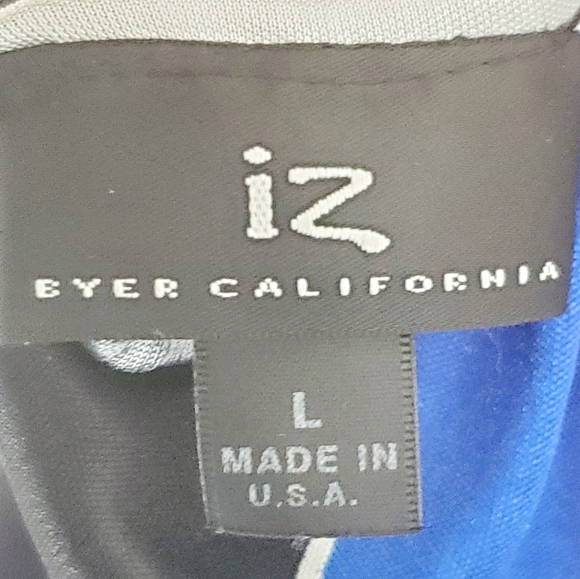 iz
BYER CALIFORNIA
L
MADE IN
U.S.A.